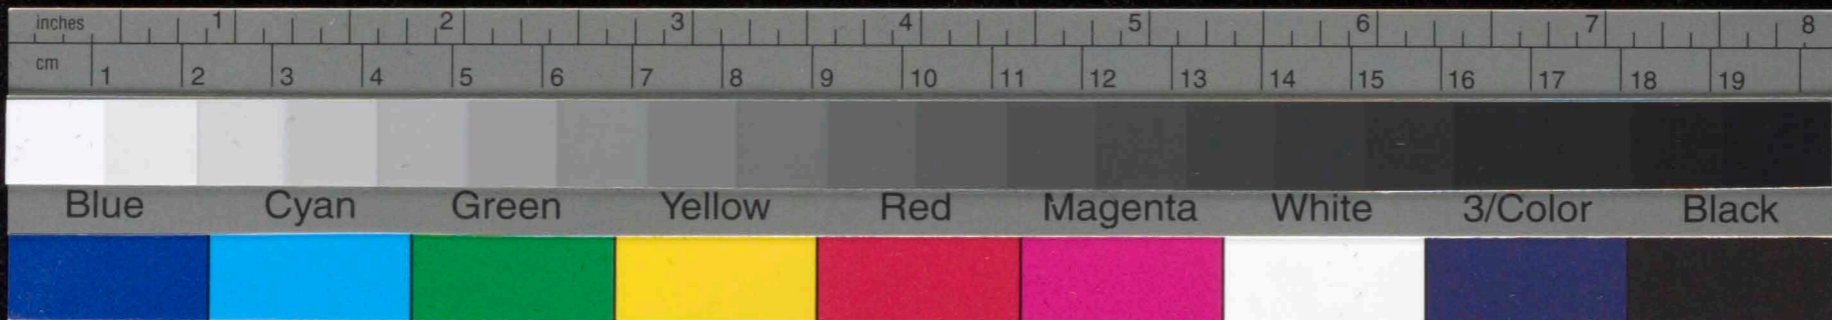 inches 1 2 3 4 5 6 7 8
cm 1 2 3 4 5 6 7 8 9 10 11 12 13 14 15 16 17 18 19
Blue Cyan Green Yellow Red Magenta White 3/Color Black